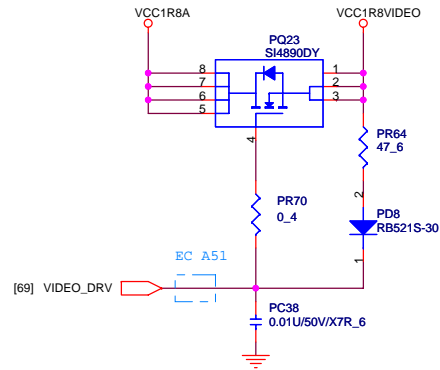 VCC1R8A
VCC1R8VIDEO
PQ23
SI4890DY
8
7
6
5
1
2
3
4
PR64
47_6
PR70
0_4
2
PD8
RB521S-30
1
EC A51
[69] VIDEO_DRV
PC38
0.01U/50V/X7R_6